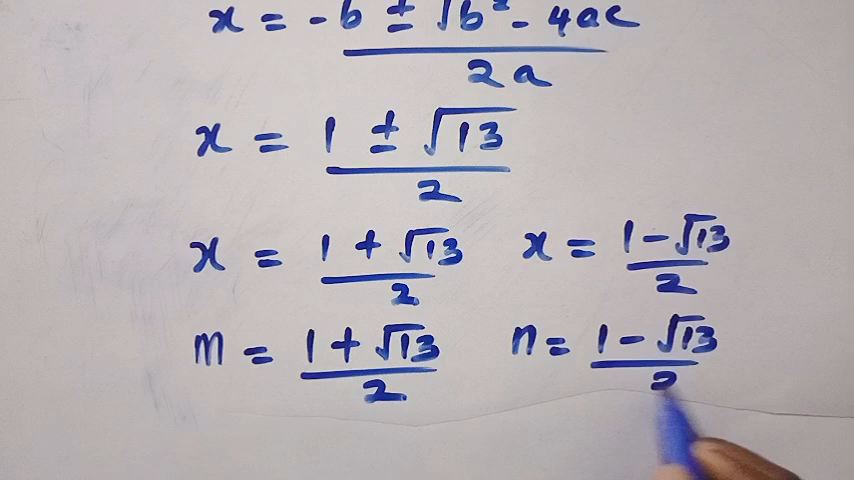 x = -b ± √b² - 4ac / 2a
x = 1 ± √13 / 2
x = 1 + √13 / 2    x = 1 - √13 / 2
m = 1 + √13 / 2    n = 1 - √13 / 2